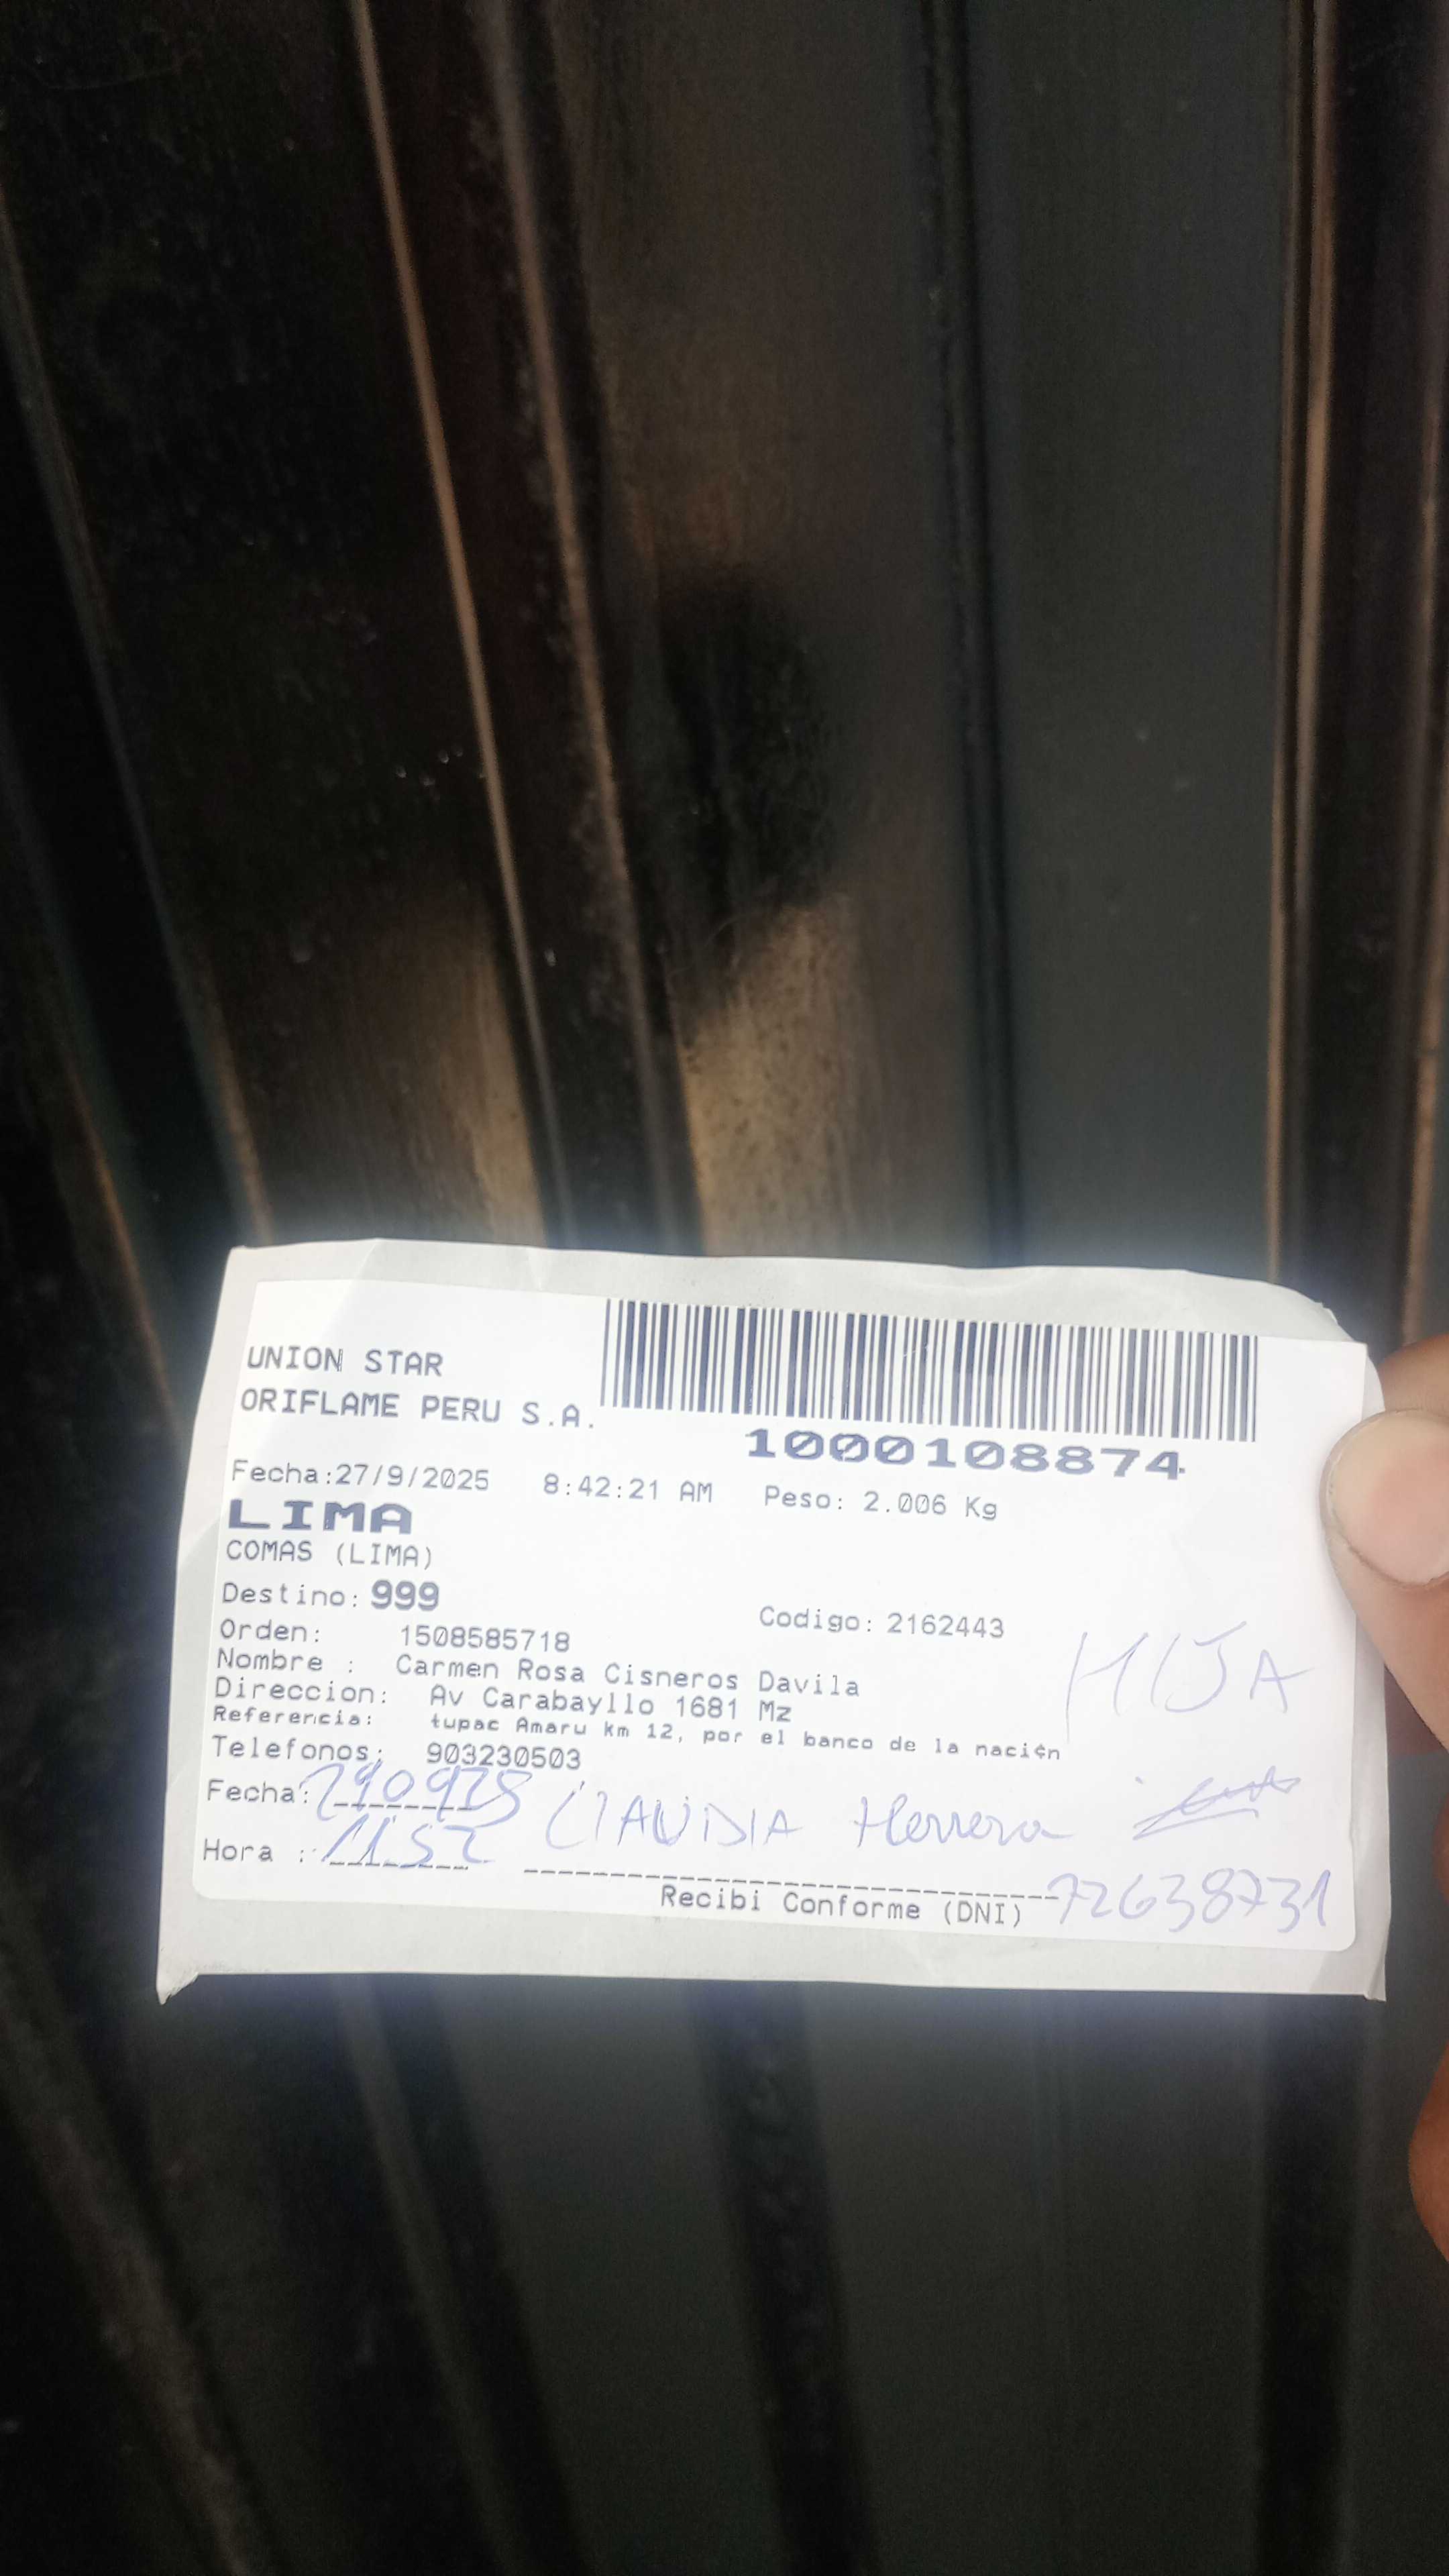 UNION STAR
ORIFLAME PERU S.A.
1000108874
Fecha:27/9/2025 8:42:21 AM Peso: 2.006 Kg
LIMA
COMAS (LIMA)
Destino: 999
Codigo: 2162443
Orden: 1508585718
Nombre : Carmen Rosa Cisneros Davila
HIJA
Direccion: Av Carabayllo 1681 Mz
Referencia: tupac Amaru km 12, por el banco de la naci¢n
Telefonos: 903230503
Fecha: 290925 CLAUDIA Herrera
Hora : 11.52
Recibi Conforme (DNI) 72638731